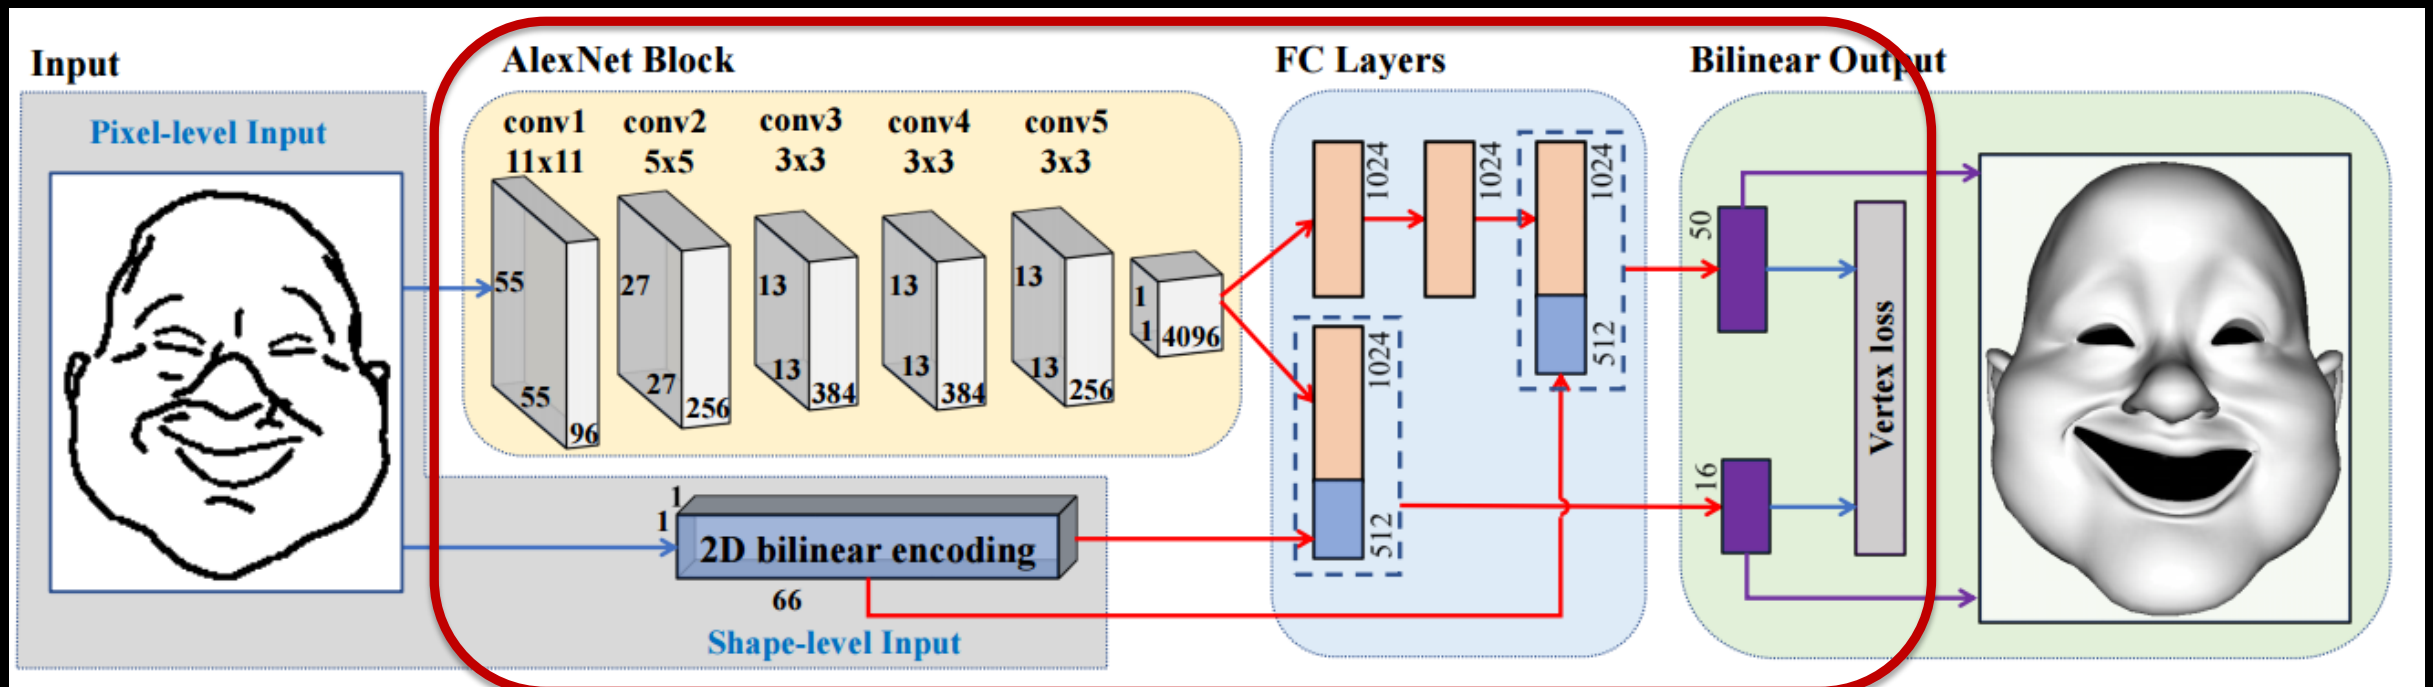 Input
AlexNet Block
FC Layers
Bilinear Output
Pixel-level Input
conv1
11x11
conv2
5x5
conv3
3x3
conv4
3x3
conv5
3x3
55
55
96
27
27
256
13
13
384
13
13
384
13
13
256
1
1
4096
1024
1024
1024
512
1024
512
50
16
Vertex loss
1
1
2D bilinear encoding
66
Shape-level Input